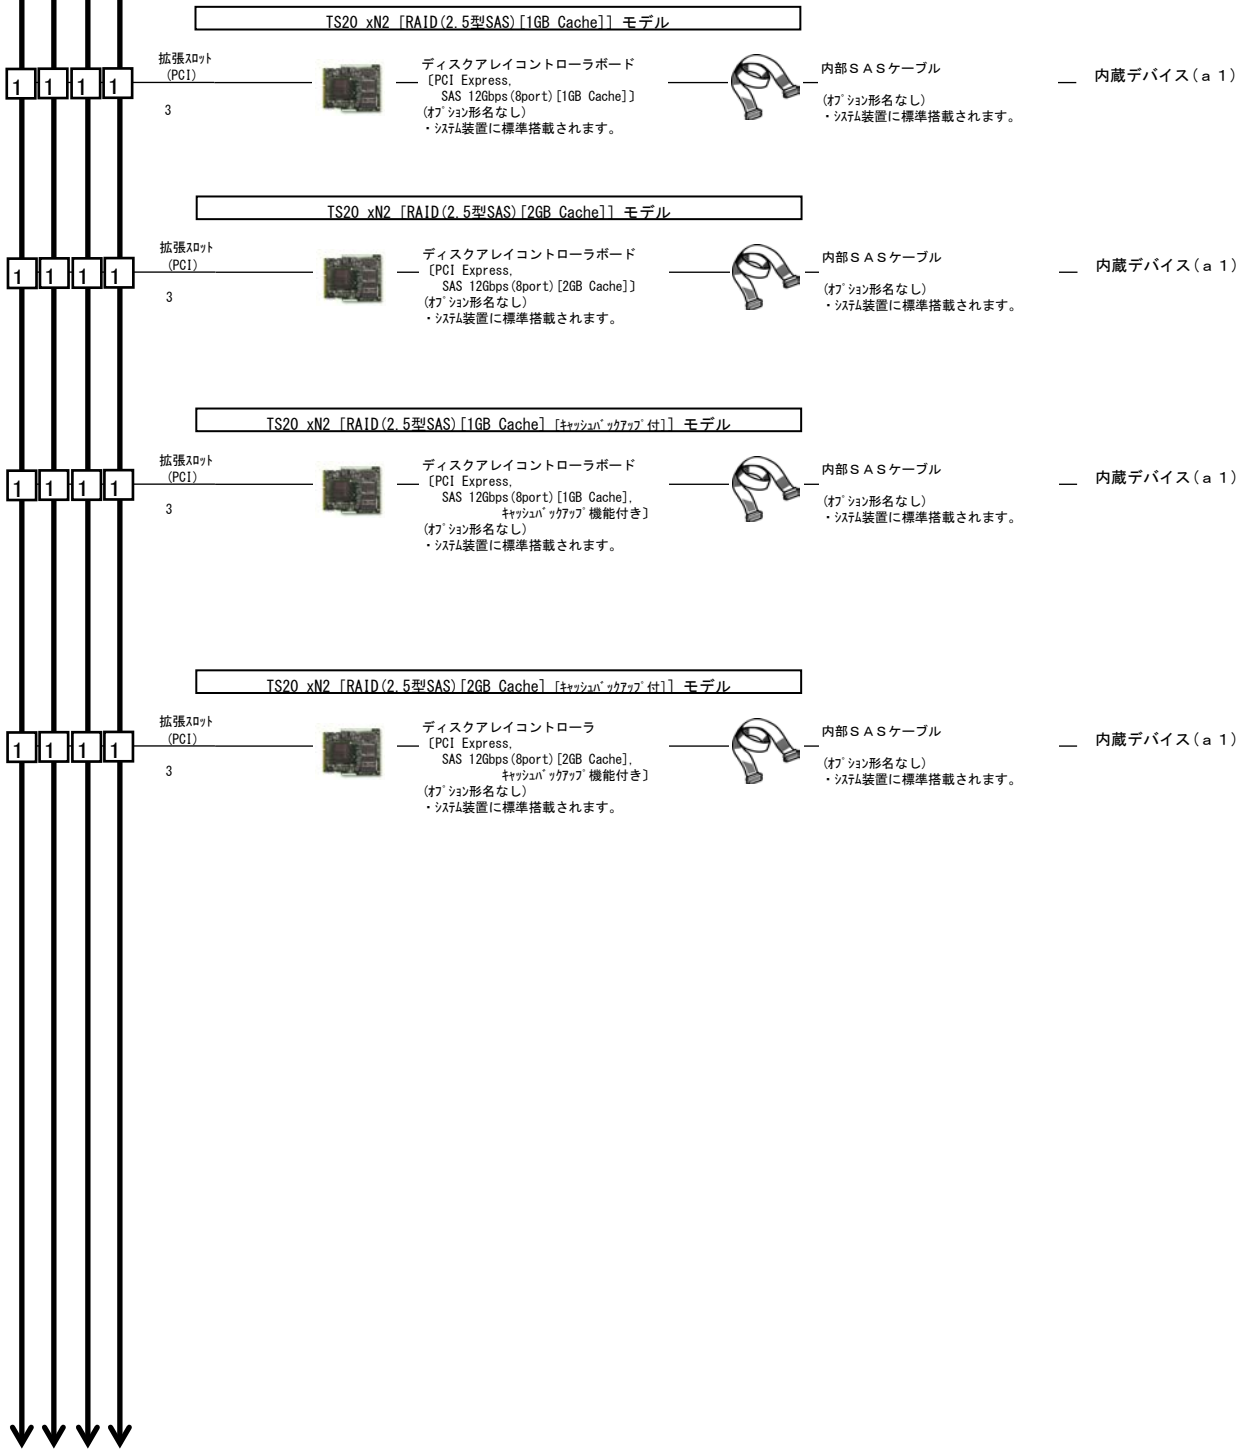 TS20 xN2 [RAID(2.5型SAS)[1GB Cache]] モデル
拡張ｽﾛｯﾄ
(PCI)
1 1 1 1
3
ディスクアレイコントローラボード
〔PCI Express,
SAS 12Gbps(8port)[1GB Cache]〕
(ｵﾌﾟｼｮﾝ形名なし)
・ｼｽﾃﾑ装置に標準搭載されます。
内部ＳＡＳケーブル
(ｵﾌﾟｼｮﾝ形名なし)
・ｼｽﾃﾑ装置に標準搭載されます。
内蔵デバイス(ａ１)
TS20 xN2 [RAID(2.5型SAS)[2GB Cache]] モデル
拡張ｽﾛｯﾄ
(PCI)
1 1 1 1
3
ディスクアレイコントローラボード
〔PCI Express,
SAS 12Gbps(8port)[2GB Cache]〕
(ｵﾌﾟｼｮﾝ形名なし)
・ｼｽﾃﾑ装置に標準搭載されます。
内部ＳＡＳケーブル
(ｵﾌﾟｼｮﾝ形名なし)
・ｼｽﾃﾑ装置に標準搭載されます。
内蔵デバイス(ａ１)
TS20 xN2 [RAID(2.5型SAS)[1GB Cache] [ｷｬｯｼｭﾊﾞｯｸｱｯﾌﾟ付]] モデル
拡張ｽﾛｯﾄ
(PCI)
1 1 1 1
3
ディスクアレイコントローラボード
〔PCI Express,
SAS 12Gbps(8port)[1GB Cache],
ｷｬｯｼｭﾊﾞｯｸｱｯﾌﾟ機能付き〕
(ｵﾌﾟｼｮﾝ形名なし)
・ｼｽﾃﾑ装置に標準搭載されます。
内部ＳＡＳケーブル
(ｵﾌﾟｼｮﾝ形名なし)
・ｼｽﾃﾑ装置に標準搭載されます。
内蔵デバイス(ａ１)
TS20 xN2 [RAID(2.5型SAS)[2GB Cache] [ｷｬｯｼｭﾊﾞｯｸｱｯﾌﾟ付]] モデル
拡張ｽﾛｯﾄ
(PCI)
1 1 1 1
3
ディスクアレイコントローラ
〔PCI Express,
SAS 12Gbps(8port)[2GB Cache],
ｷｬｯｼｭﾊﾞｯｸｱｯﾌﾟ機能付き〕
(ｵﾌﾟｼｮﾝ形名なし)
・ｼｽﾃﾑ装置に標準搭載されます。
内部ＳＡＳケーブル
(ｵﾌﾟｼｮﾝ形名なし)
・ｼｽﾃﾑ装置に標準搭載されます。
内蔵デバイス(ａ１)